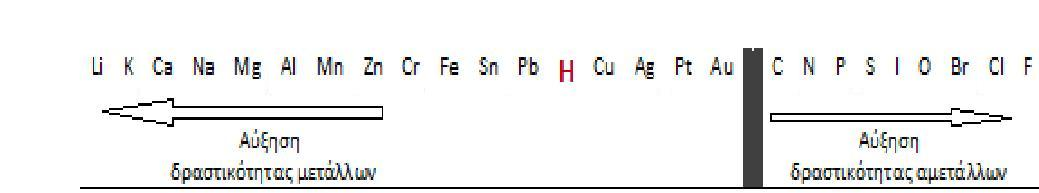 Li K Ca Na Mg Al Mn Zn Cr Fe Sn Pb H Cu Ag Pt Au C N P S I O Br Cl F
Αύξηση
δραστικότητας μετάλλων
Αύξηση
δραστικότητας αμετάλλων